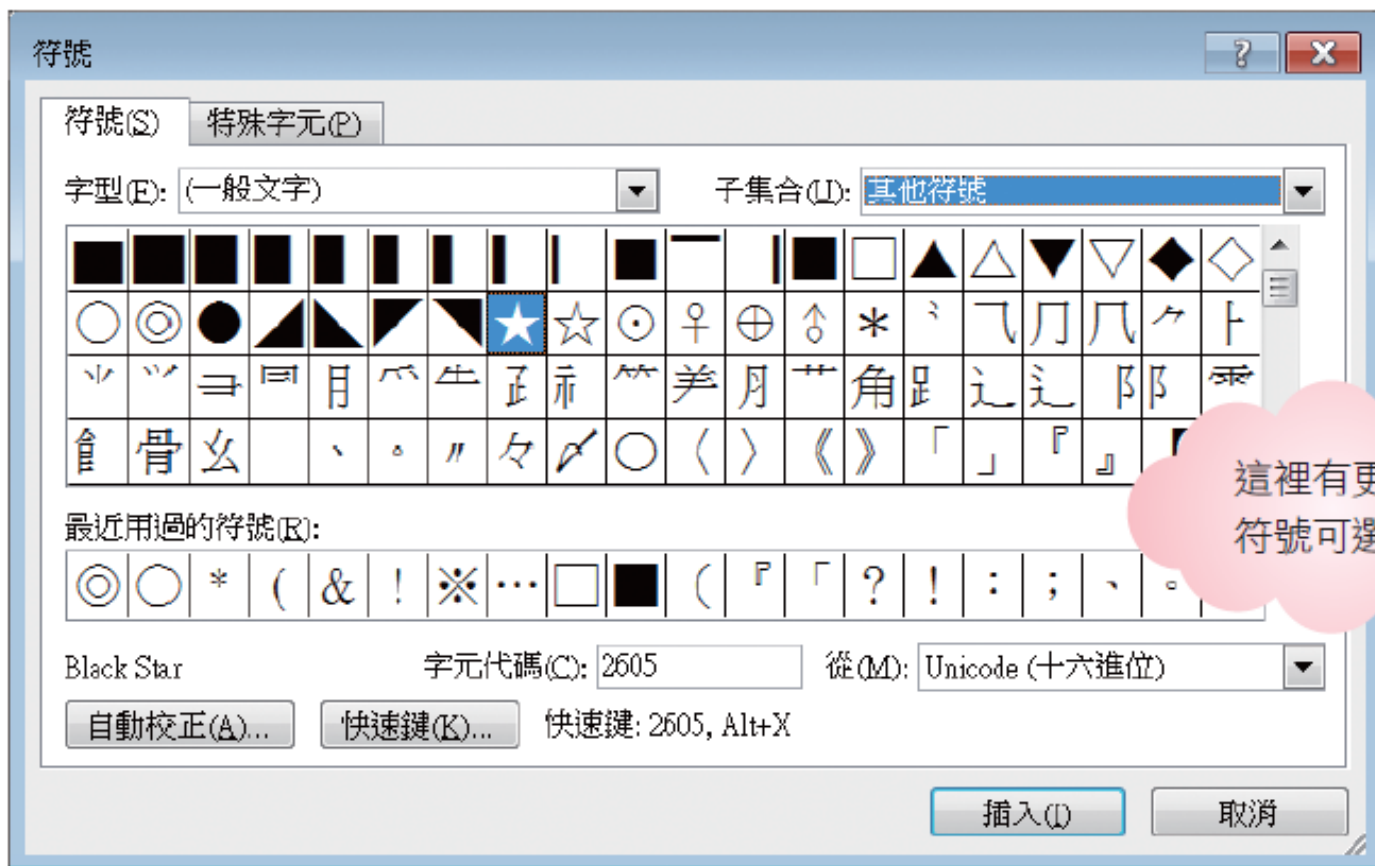 符號
符號(S) 特殊字元(P)
字型(F): (一般文字) 子集合(U): 其他符號
■ □ ▲ △ ▼ ▽ ◆ ◇
○ ◎ ● ◢ ◣ ◤ ◥ ★ ☆ ⊙ ♀ ⊕ ♂ *
、 。 〃 々 〆 〇 〈 〉 《 》 「 」 『 』
最近用過的符號(R):
◎ ○ * ( & ! ※ … □ ■ ( 『 「 ? ! : ; 、 。
這裡有更
符號可選
Black Star 字元代碼(C): 2605 從(M): Unicode (十六進位)
自動校正(A)... 快速鍵(K)... 快速鍵: 2605, Alt+X
插入(I) 取消